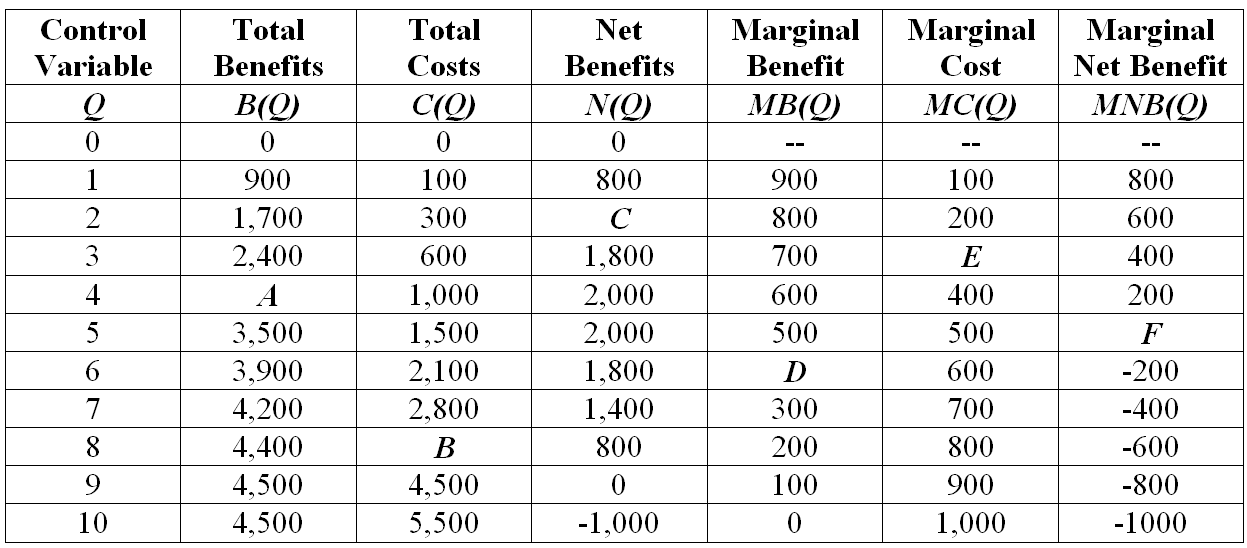 Control Variable Total Benefits Total Costs Net Benefits Marginal Benefit Marginal Cost Marginal Net Benefit
Q B(Q) C(Q) N(Q) MB(Q) MC(Q) MNB(Q)
0 0 0 0 -- -- --
1 900 100 800 900 100 800
2 1,700 300 C 800 200 600
3 2,400 600 1,800 700 E 400
4 A 1,000 2,000 600 400 200
5 3,500 1,500 2,000 500 500 F
6 3,900 2,100 1,800 D 600 -200
7 4,200 2,800 1,400 300 700 -400
8 4,400 B 800 200 800 -600
9 4,500 4,500 0 100 900 -800
10 4,500 5,500 -1,000 0 1,000 -1000